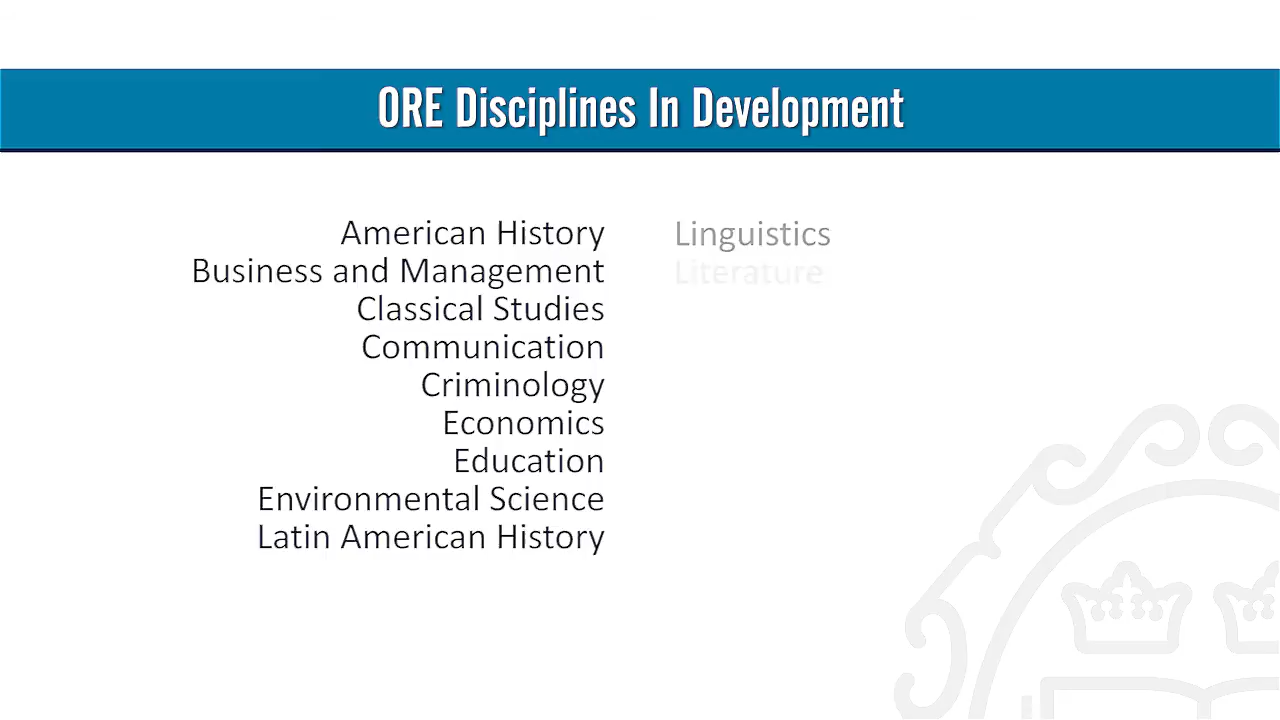 ORE Disciplines In Development
American History
Business and Management
Classical Studies
Communication
Criminology
Economics
Education
Environmental Science
Latin American History
Linguistics
Literature